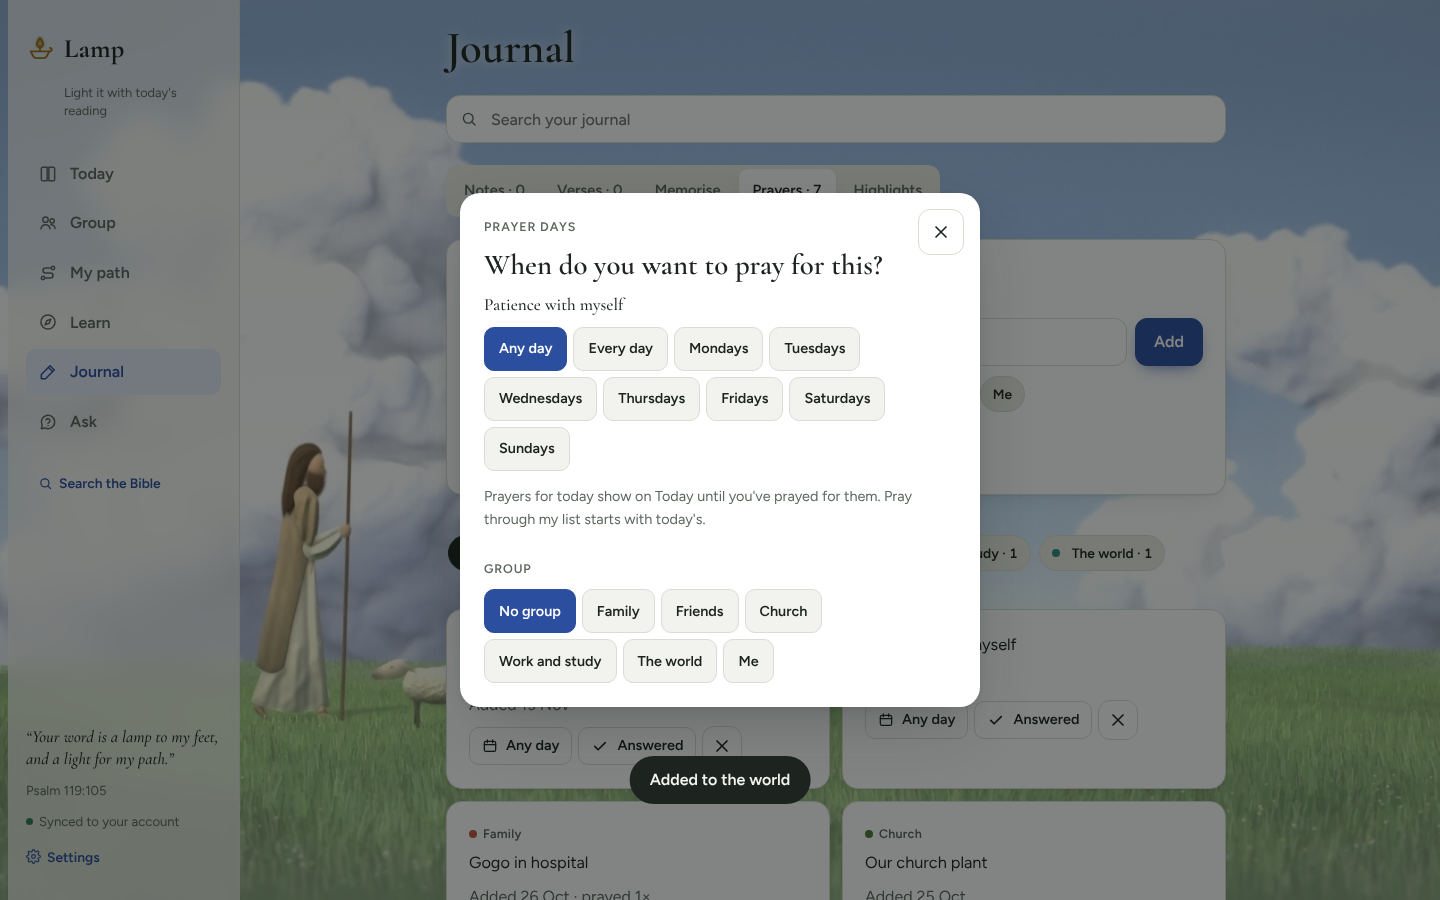 Lamp
Light it with today's
reading
Today
Group
My path
Learn
Journal
Ask
Search the Bible
“Your word is a lamp to my feet,
and a light for my path.”
Psalm 119:105
Synced to your account
Settings
Journal
Search your journal
Notes · 0 Verses · 0 Memorise Prayers · 7 Highlights
PRAYER DAYS
When do you want to pray for this?
Patience with myself
Any day Every day Mondays Tuesdays
Wednesdays Thursdays Fridays Saturdays
Sundays
Prayers for today show on Today until you've prayed for them. Pray
through my list starts with today's.
GROUP
No group Family Friends Church
Work and study The world Me
Add
Me
The world · 1
Any day Answered
Any day Answered
Added to the world
Family
Gogo in hospital
Added 26 Oct · prayed 1×
Church
Our church plant
Added 25 Oct